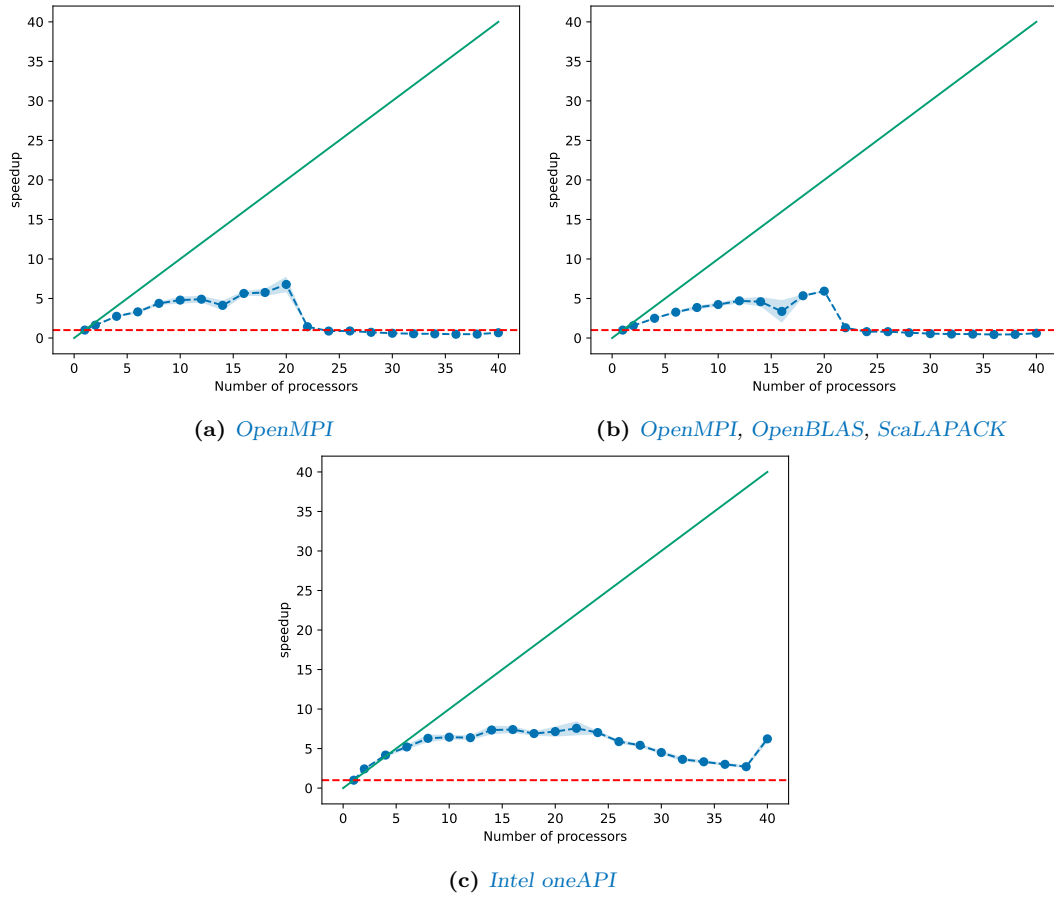 40
35
30
25
20
15
10
5
0
speedup
0 5 10 15 20 25 30 35 40
Number of processors
(a) OpenMPI
40
35
30
25
20
15
10
5
0
speedup
0 5 10 15 20 25 30 35 40
Number of processors
(b) OpenMPI, OpenBLAS, ScaLAPACK
40
35
30
25
20
15
10
5
0
speedup
0 5 10 15 20 25 30 35 40
Number of processors
(c) Intel oneAPI